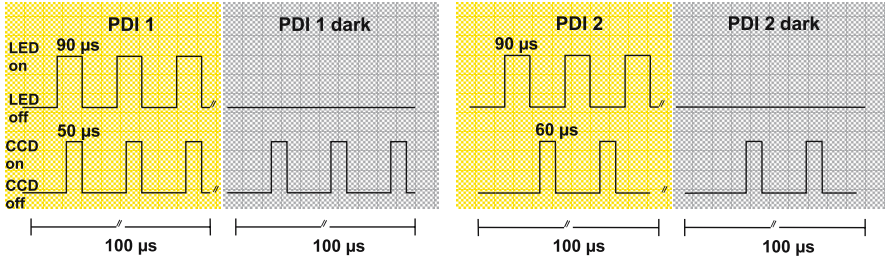 PDI 1
PDI 1 dark
PDI 2
PDI 2 dark
LED
on
90 µs
90 µs
LED
off
50 µs
60 µs
CCD
on
CCD
off
100 µs
100 µs
100 µs
100 µs